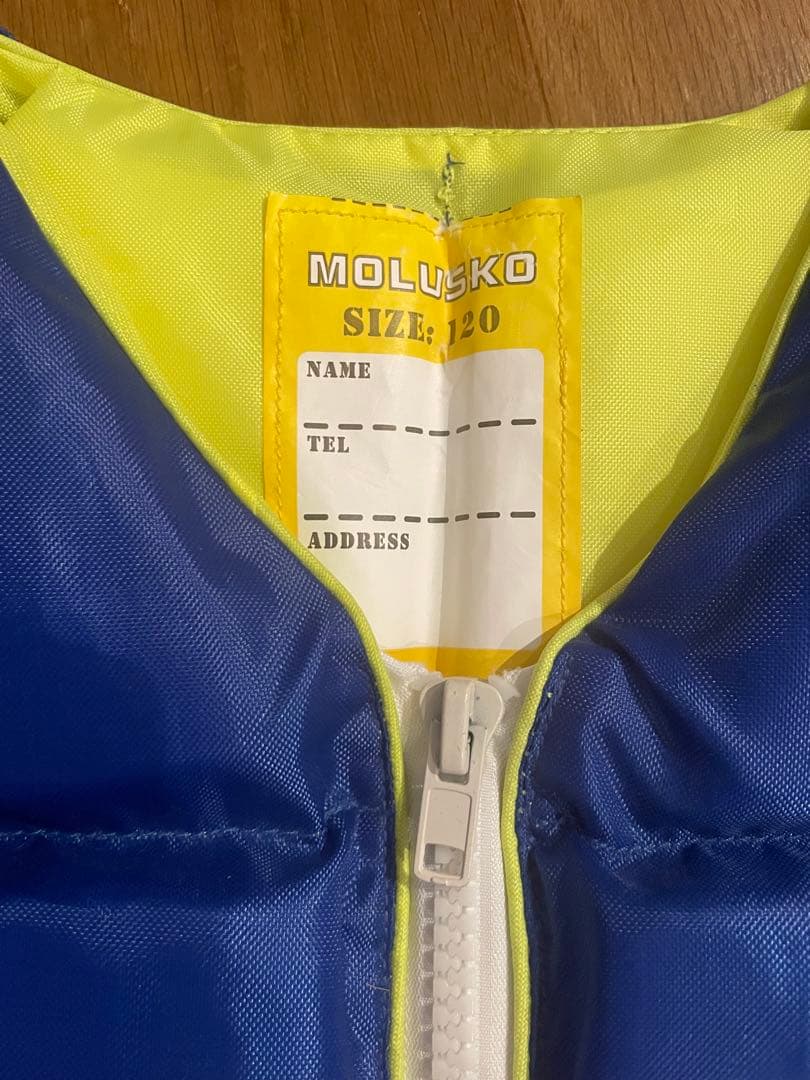 MOLUSKO
SIZE: 120
NAME
TEL
ADDRESS